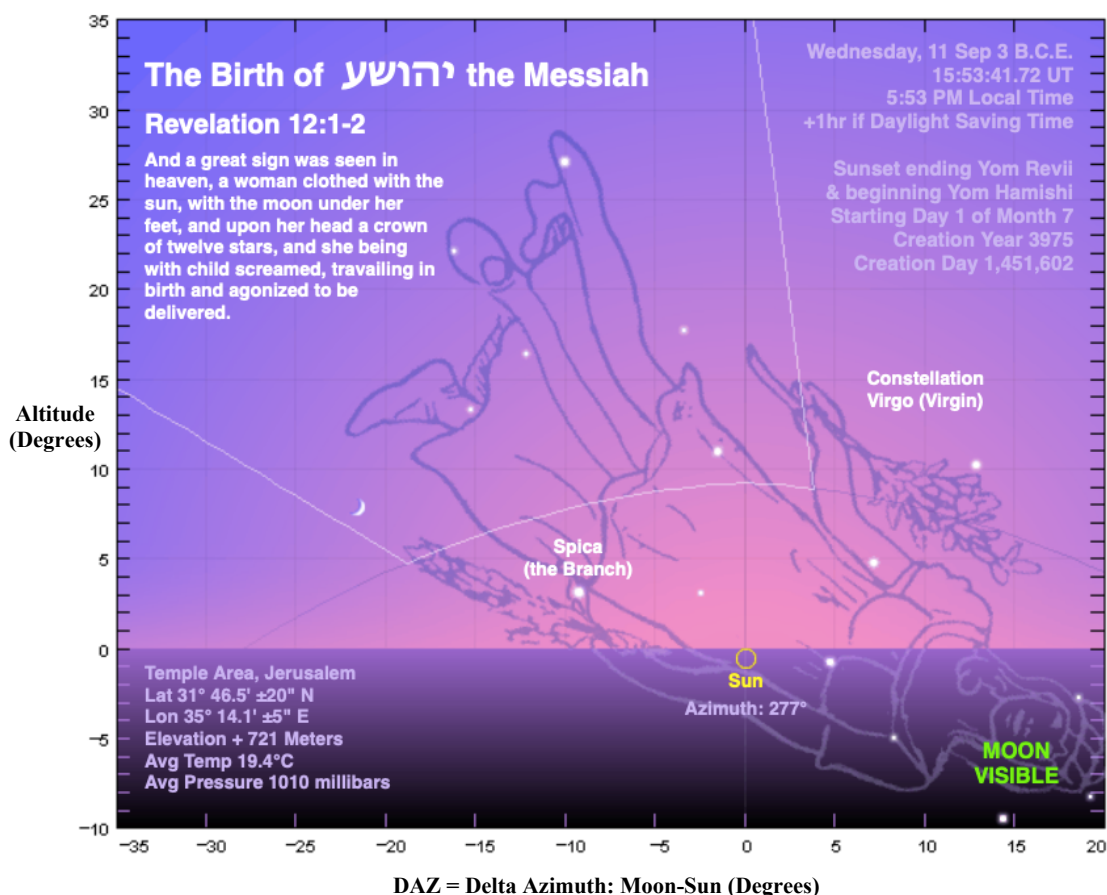 The Birth of יהושע the Messiah
Revelation 12:1-2
And a great sign was seen in
heaven, a woman clothed with the
sun, with the moon under her
feet, and upon her head a crown
of twelve stars, and she being
with child screamed, travailing in
birth and agonized to be
delivered.
Wednesday, 11 Sep 3 B.C.E.
15:53:41.72 UT
5:53 PM Local Time
+1hr if Daylight Saving Time
Sunset ending Yom Revii
& beginning Yom Hamishi
Starting Day 1 of Month 7
Creation Year 3975
Creation Day 1,451,602
Constellation
Virgo (Virgin)
Spica
(the Branch)
Sun
Azimuth: 277°
Temple Area, Jerusalem
Lat 31° 46.5' ±20" N
Lon 35° 14.1' ±5" E
Elevation + 721 Meters
Avg Temp 19.4°C
Avg Pressure 1010 millibars
MOON
VISIBLE
Altitude
(Degrees)
35
30
25
20
15
10
5
0
−5
−10
−35 −30 −25 −20 −15 −10 −5 0 5 10 15 20
DAZ = Delta Azimuth: Moon-Sun (Degrees)